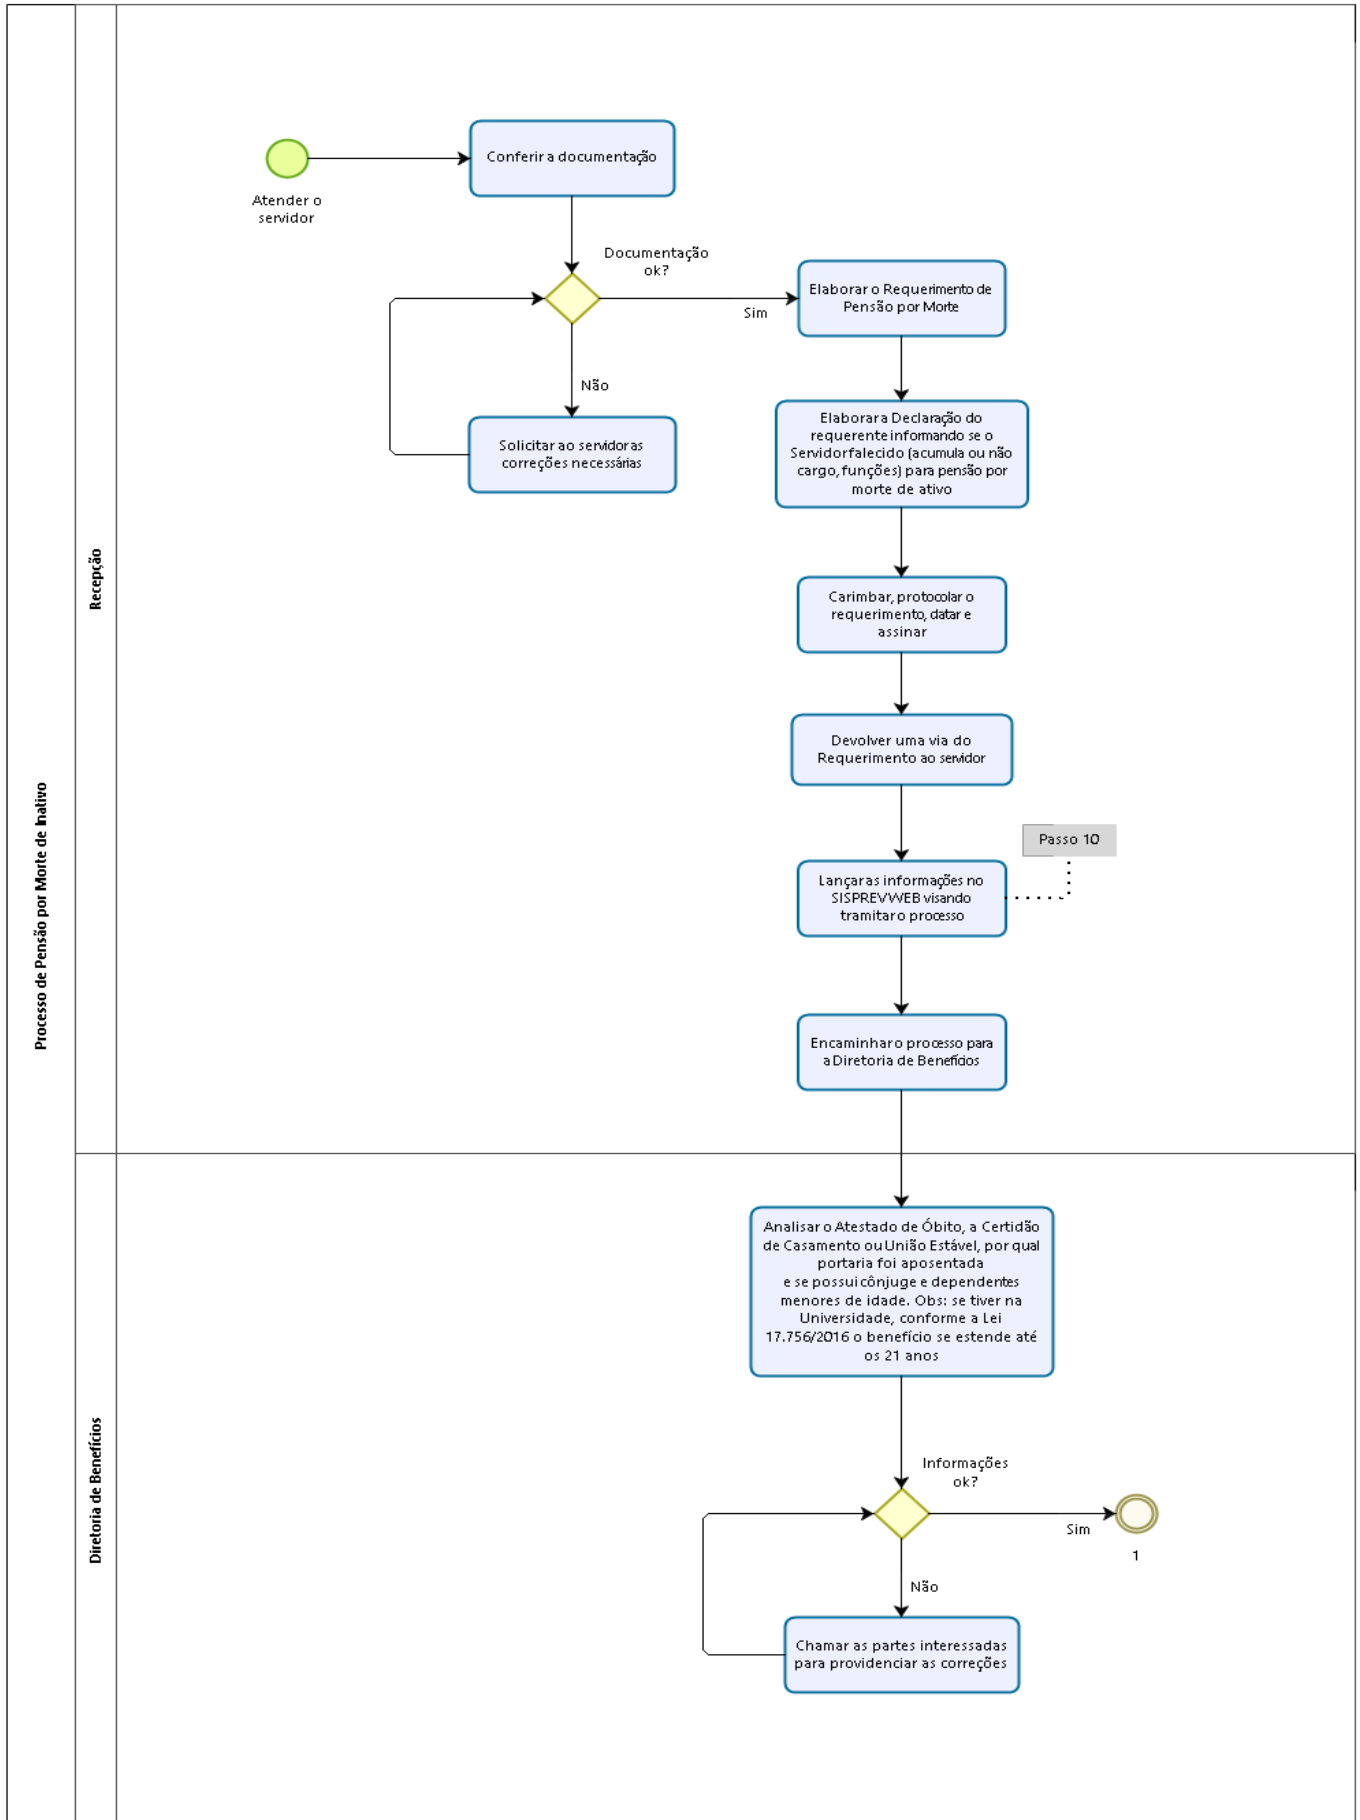 Processo de Pensão por Morte de Inativo
Recepção
Atender o
servidor
Conferir a documentação
Documentação
ok?
Sim
Não
Solicitar ao servidor as
correções necessárias
Elaborar o Requerimento de
Pensão por Morte
Elaborar a Declaração do
requerente informando se o
Servidor falecido (acumula ou não
cargo, funções) para pensão por
morte de ativo
Carimbar, protocolar o
requerimento, datar e
assinar
Devolver uma via do
Requerimento ao servidor
Passo 10
Lançar as informações no
SISPREVWEB visando
tramitar o processo
Encaminhar o processo para
a Diretoria de Benefícios
Diretoria de Benefícios
Analisar o Atestado de Óbito, a Certidão
de Casamento ou União Estável, por qual
portaria foi aposentada
e se possui cônjuge e dependentes
menores de idade. Obs: se tiver na
Universidade, conforme a Lei
17.756/2016 o benefício se estende até
os 21 anos
Informações
ok?
Sim
1
Não
Chamar as partes interessadas
para providenciar as correções